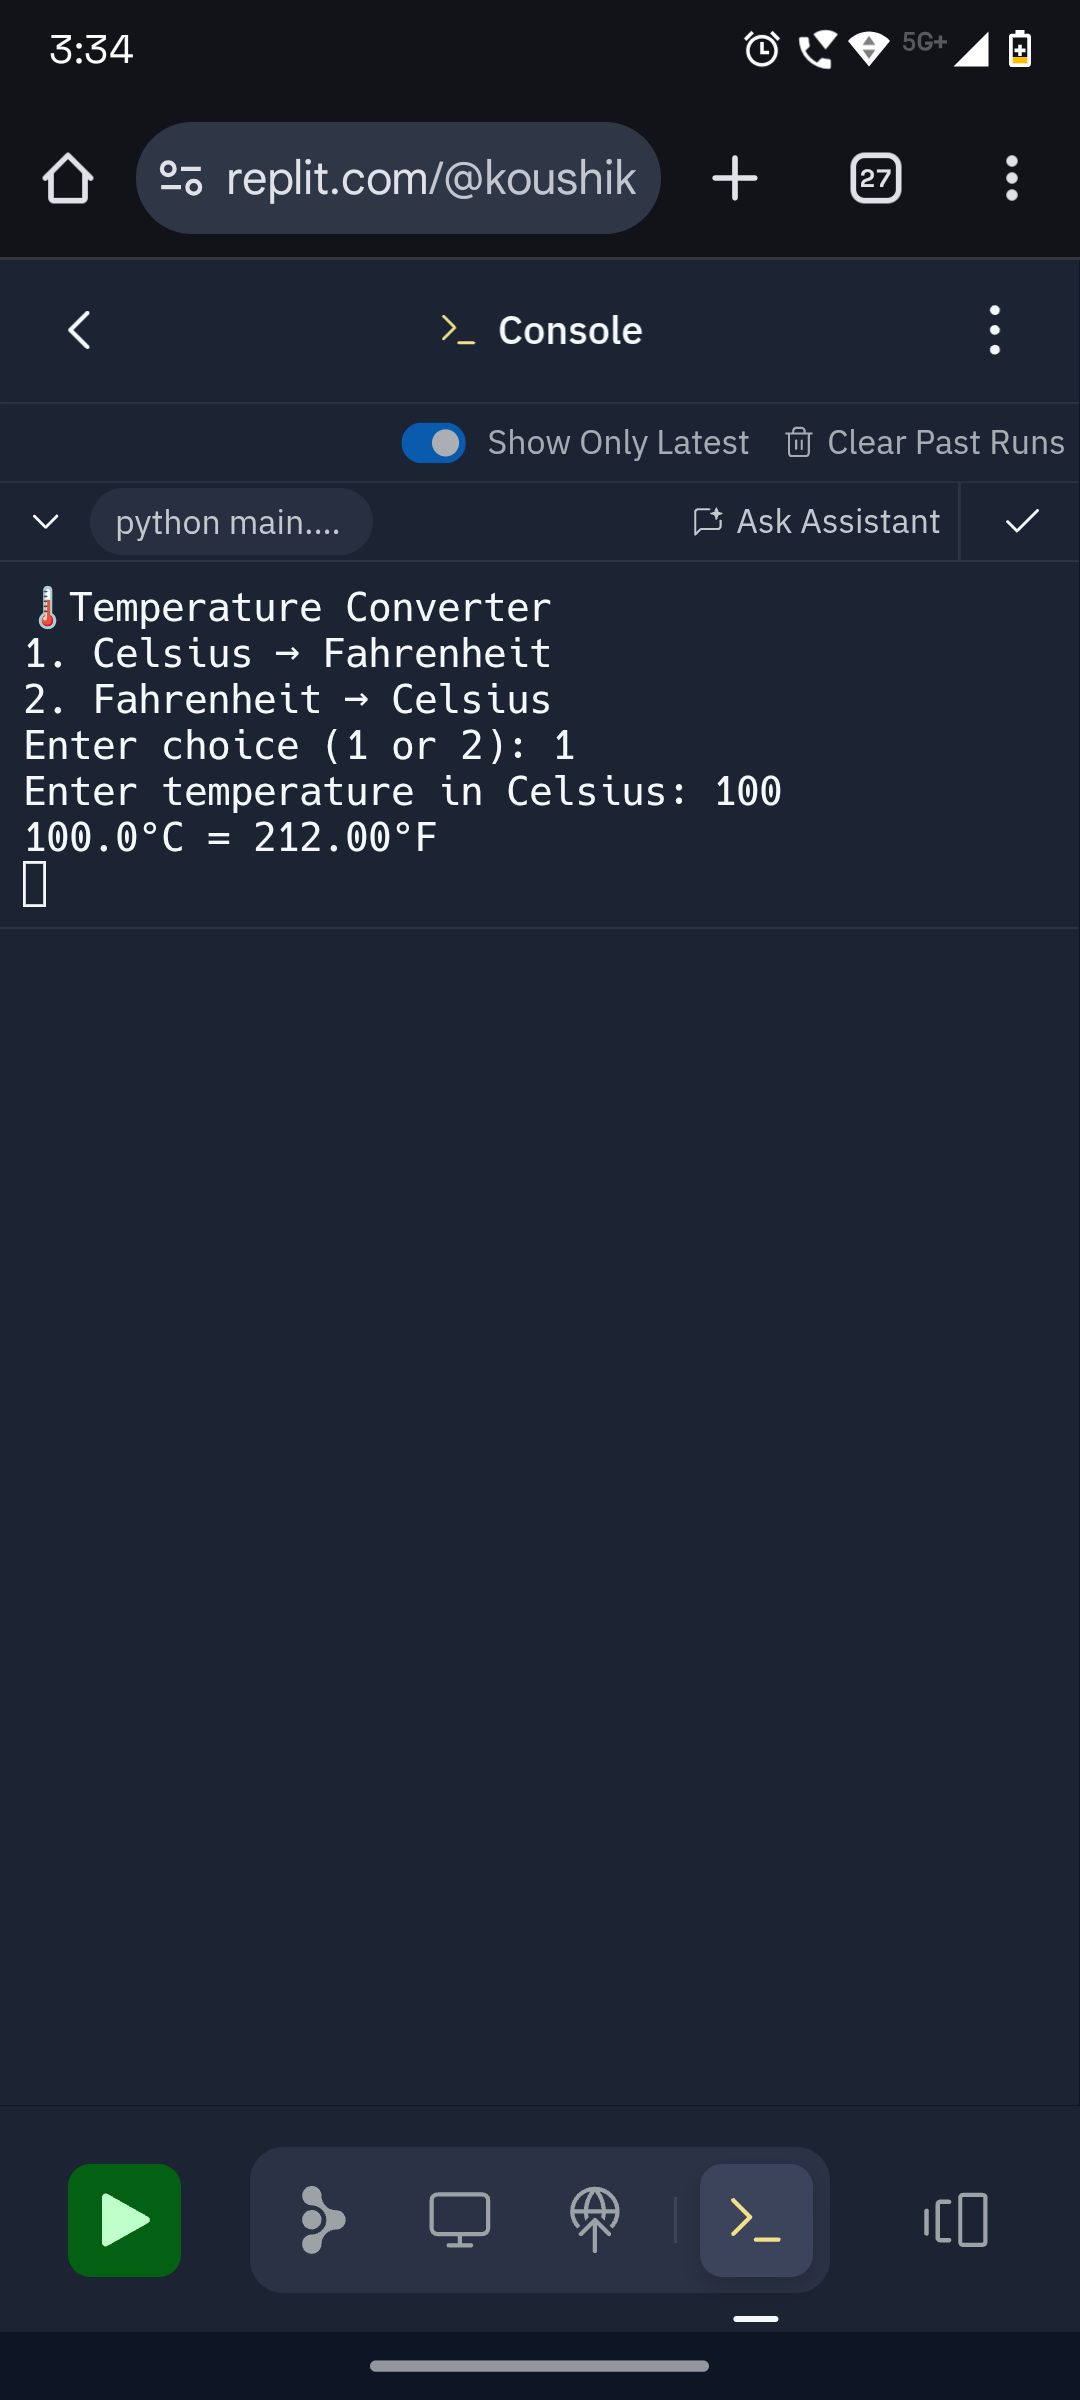 3:34
5G+
replit.com/@koushik
27
Console
Show Only Latest
Clear Past Runs
python main....
Ask Assistant
🌡Temperature Converter
1. Celsius → Fahrenheit
2. Fahrenheit → Celsius
Enter choice (1 or 2): 1
Enter temperature in Celsius: 100
100.0°C = 212.00°F